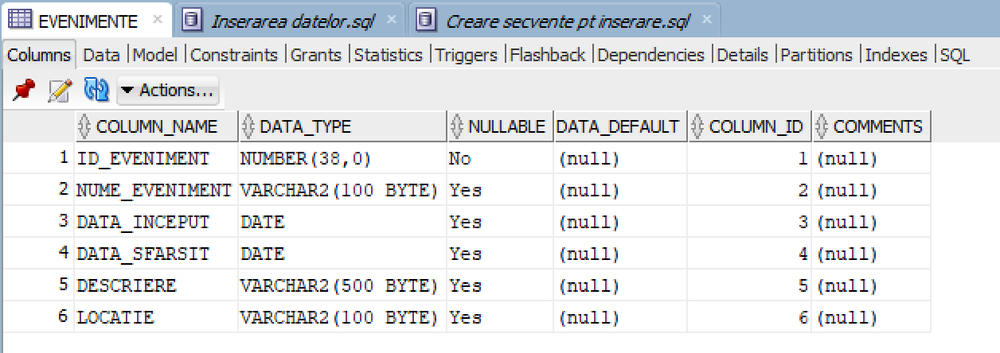 EVENIMENTE × Inserarea datelor.sql × Creare secvente pt inserare.sql ×
Columns Data |Model |Constraints |Grants |Statistics |Triggers |Flashback |Dependencies |Details |Partitions |Indexes |SQL
Actions...
COLUMN_NAME DATA_TYPE NULLABLE DATA_DEFAULT COLUMN_ID COMMENTS
1 ID_EVENIMENT NUMBER(38,0) No (null) 1 (null)
2 NUME_EVENIMENT VARCHAR2(100 BYTE) Yes (null) 2 (null)
3 DATA_INCEPUT DATE Yes (null) 3 (null)
4 DATA_SFARSIT DATE Yes (null) 4 (null)
5 DESCRIERE VARCHAR2(500 BYTE) Yes (null) 5 (null)
6 LOCATIE VARCHAR2(100 BYTE) Yes (null) 6 (null)